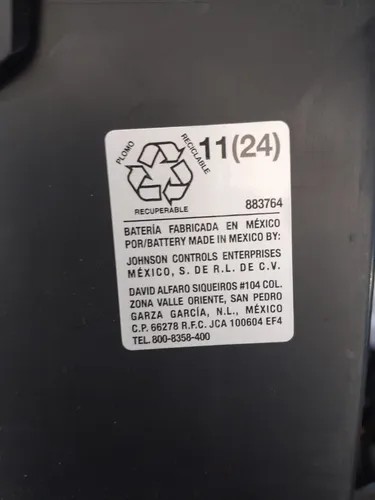 PLOMO
RECICLABLE
RECUPERABLE
11(24)
883764
BATERÍA FABRICADA EN MÉXICO
POR/BATTERY MADE IN MEXICO BY:
JOHNSON CONTROLS ENTERPRISES
MÉXICO, S. DE R.L. DE C.V.
DAVID ALFARO SIQUEIROS #104 COL.
ZONA VALLE ORIENTE, SAN PEDRO
GARZA GARCÍA, N.L., MÉXICO
C.P. 66278 R.F.C. JCA 100604 EF4
TEL. 800-8358-400